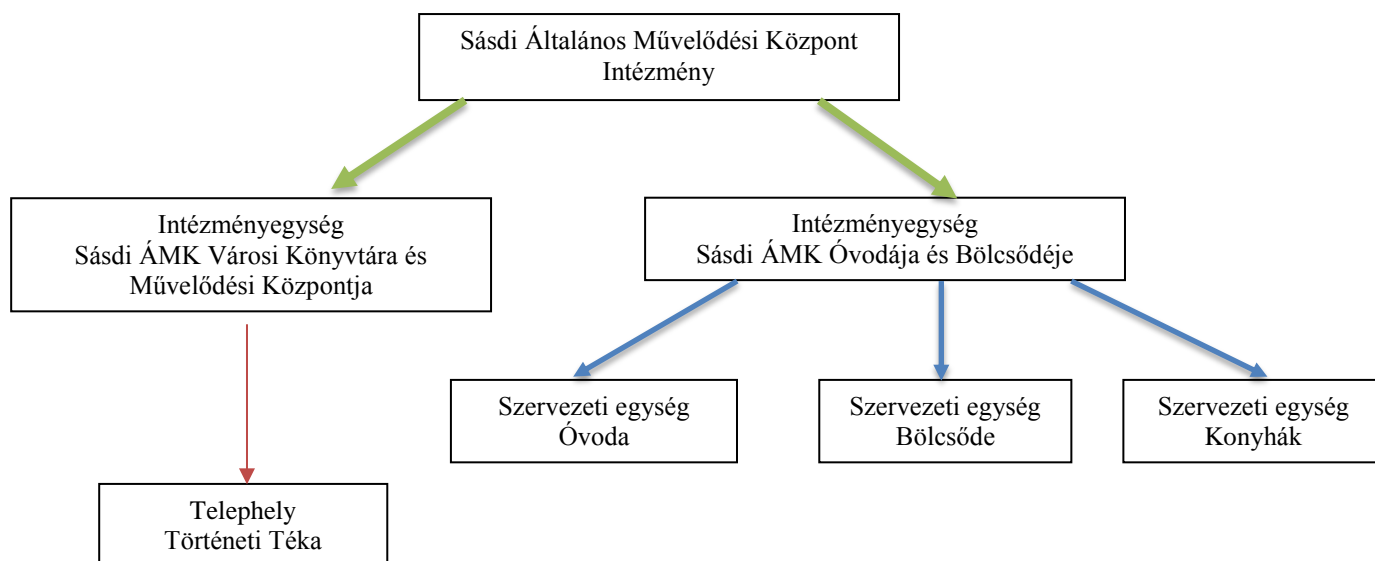 Sásdi Általános Művelődési Központ
Intézmény
Intézményegység
Sásdi ÁMK Városi Könyvtára és
Művelődési Központja
Intézményegység
Sásdi ÁMK Óvodája és Bölcsődéje
Szervezeti egység
Óvoda
Szervezeti egység
Bölcsőde
Szervezeti egység
Konyhák
Telephely
Történeti Téka